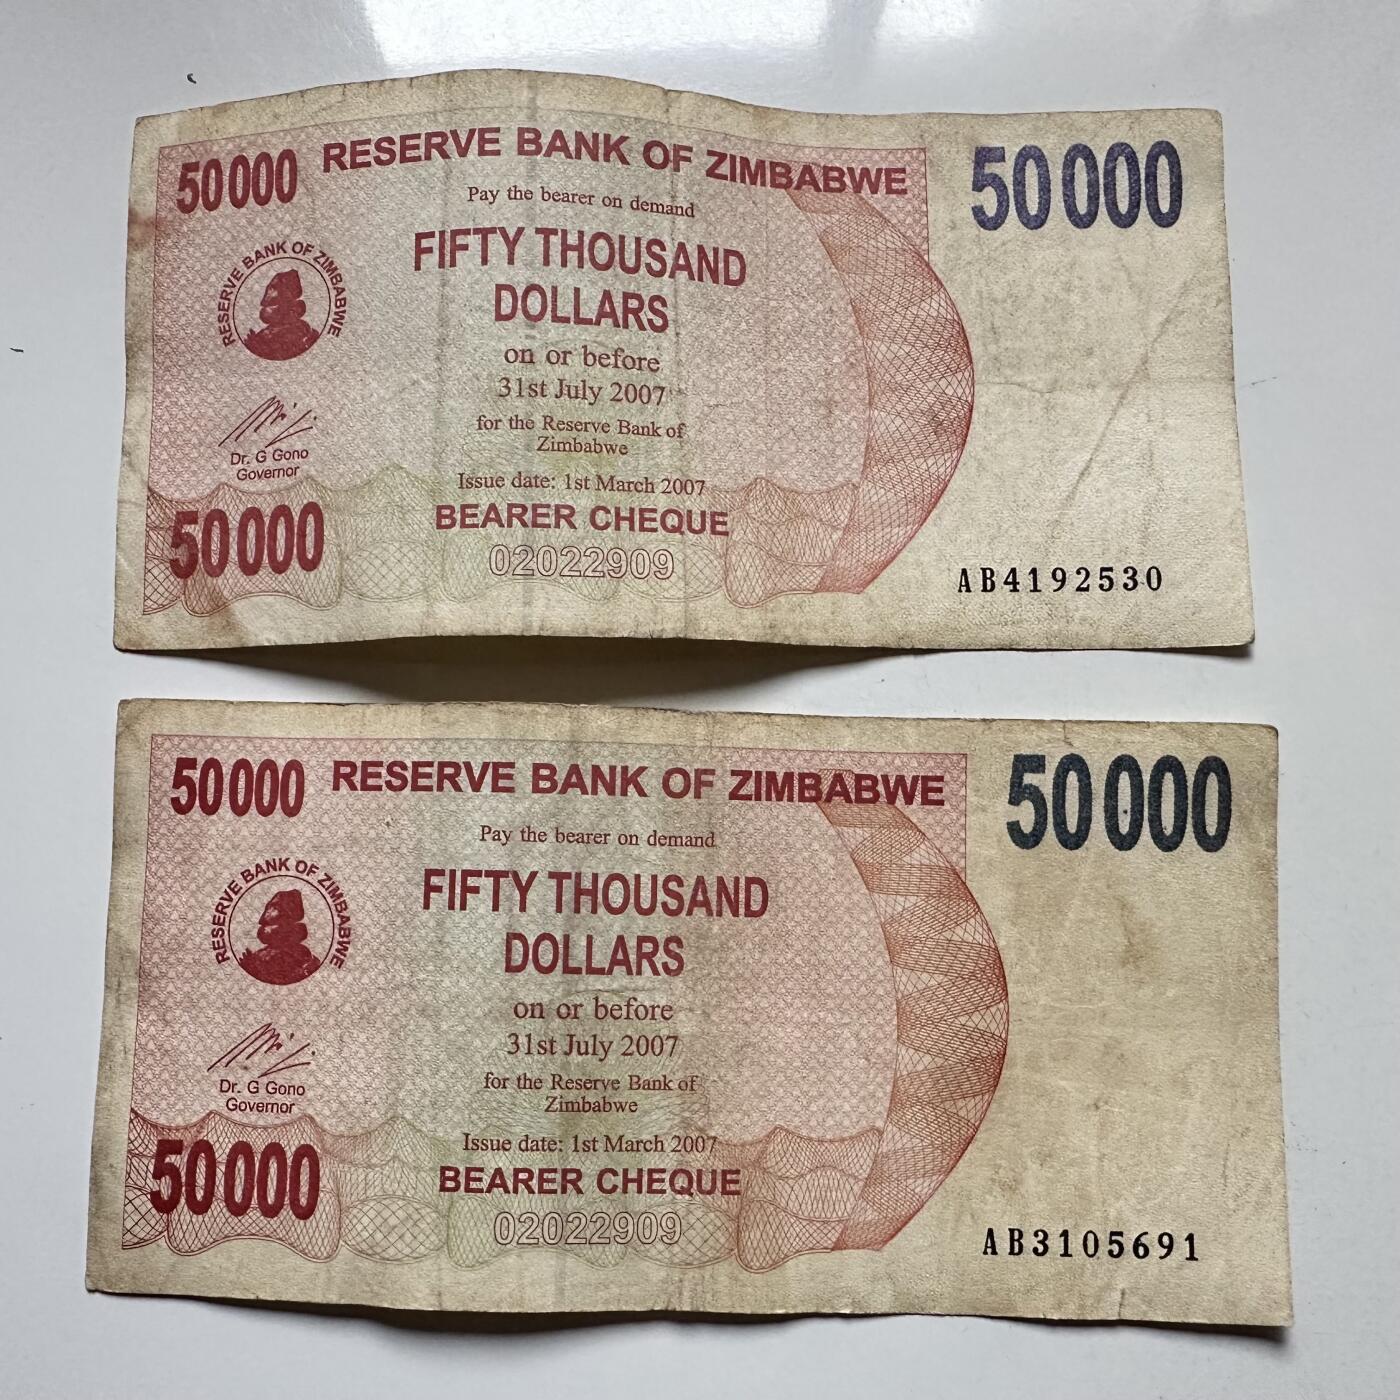 50000 RESERVE BANK OF ZIMBABWE 50000
Pay the bearer on demand
FIFTY THOUSAND
DOLLARS
RESERVE BANK OF ZIMBABWE
on or before
31st July 2007
for the Reserve Bank of
Zimbabwe
Dr. G Gono
Governor
Issue date: 1st March 2007
50000 BEARER CHEQUE
02022909
AB4192530
50000 RESERVE BANK OF ZIMBABWE 50000
Pay the bearer on demand
FIFTY THOUSAND
DOLLARS
RESERVE BANK OF ZIMBABWE
on or before
31st July 2007
for the Reserve Bank of
Zimbabwe
Dr. G Gono
Governor
Issue date: 1st March 2007
50000 BEARER CHEQUE
02022909
AB3105691